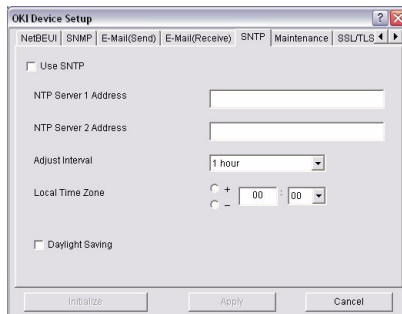 OKI Device Setup
NetBEUI SNMP E-Mail(Send) E-Mail(Receive) SNTP Maintenance SSL/TLS
Use SNTP
NTP Server 1 Address
NTP Server 2 Address
Adjust Interval 1 hour
Local Time Zone + 00 : 00
−
Daylight Saving
Initialize Apply Cancel